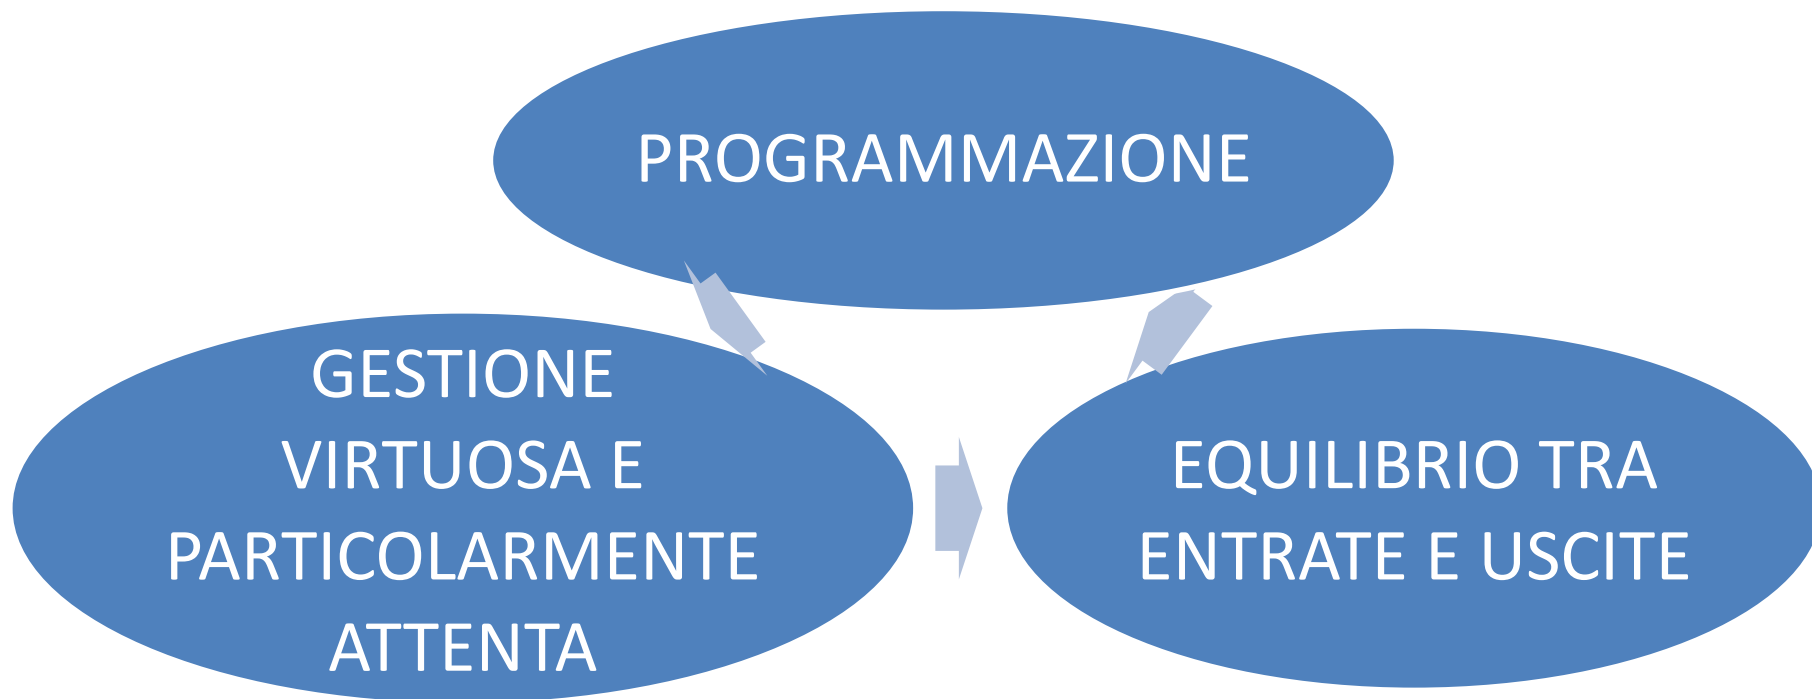 PROGRAMMAZIONE
GESTIONE
VIRTUOSA E
PARTICOLARMENTE
ATTENTA
EQUILIBRIO TRA
ENTRATE E USCITE